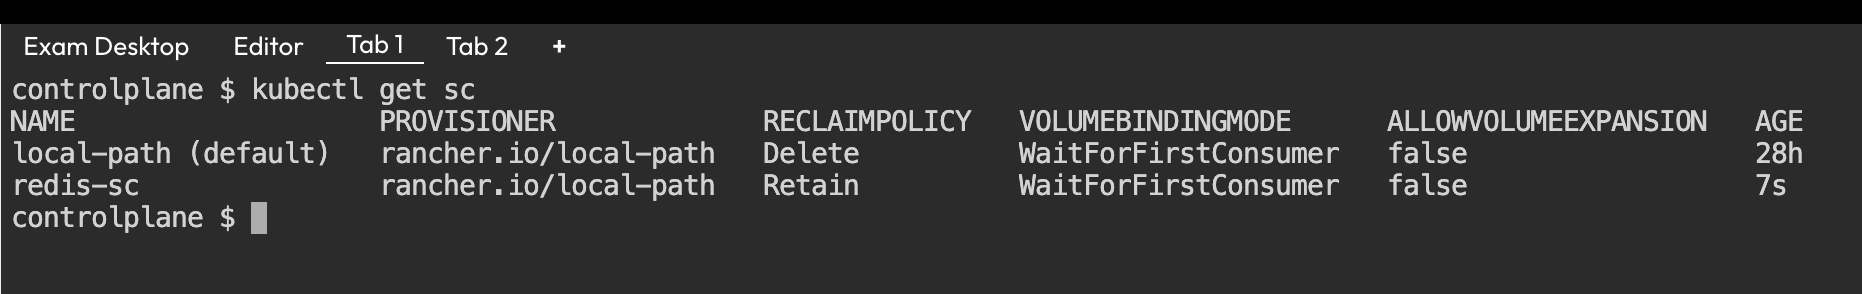 Exam Desktop Editor Tab 1 Tab 2 +
controlplane $ kubectl get sc
NAME PROVISIONER RECLAIMPOLICY VOLUMEBINDINGMODE ALLOWVOLUMEEXPANSION AGE
local-path (default) rancher.io/local-path Delete WaitForFirstConsumer false 28h
redis-sc rancher.io/local-path Retain WaitForFirstConsumer false 7s
controlplane $